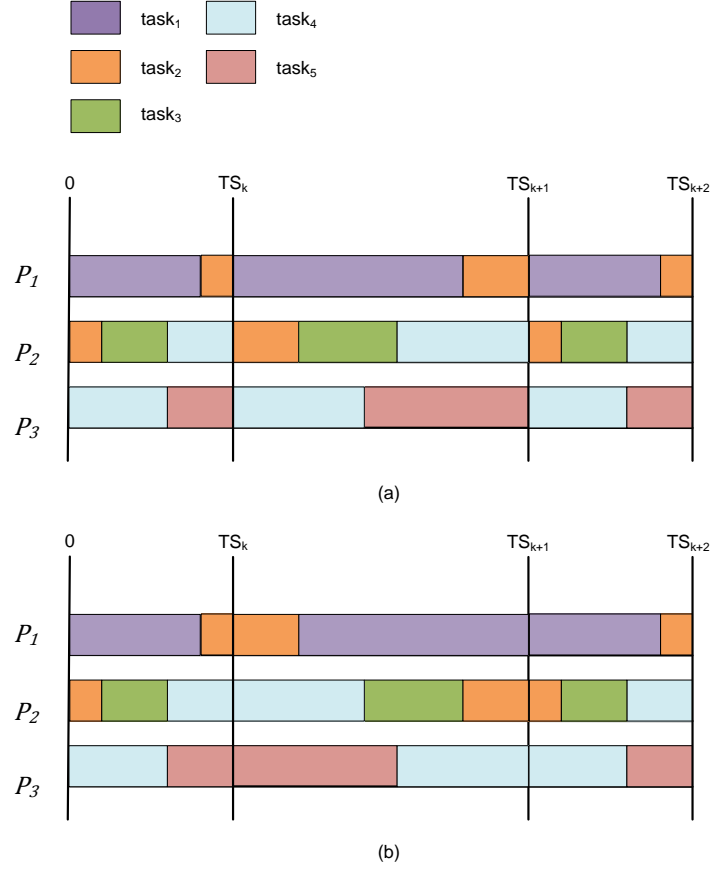 task₁ task₄
task₂ task₅
task₃
0 TSₖ TSₖ₊₁ TSₖ₊₂
P₁
P₂
P₃
(a)
0 TSₖ TSₖ₊₁ TSₖ₊₂
P₁
P₂
P₃
(b)